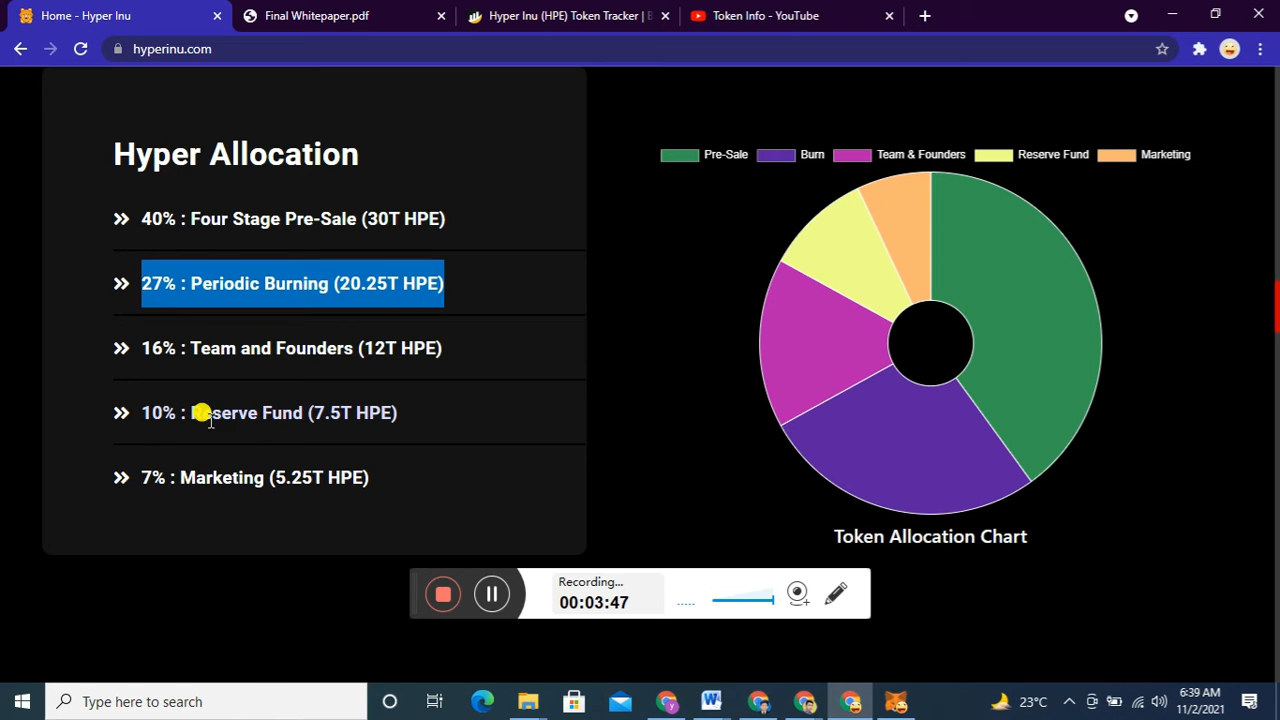 Home - Hyper Inu
Final Whitepaper.pdf
Hyper Inu (HPE) Token Tracker |
Token Info - YouTube
hyperinu.com
Hyper Allocation
40% : Four Stage Pre-Sale (30T HPE)
27% : Periodic Burning (20.25T HPE)
16% : Team and Founders (12T HPE)
10% : Reserve Fund (7.5T HPE)
7% : Marketing (5.25T HPE)
Pre-Sale Burn Team & Founders Reserve Fund Marketing
Token Allocation Chart
Recording...
00:03:47
Type here to search
23°C
6:39 AM
11/2/2021